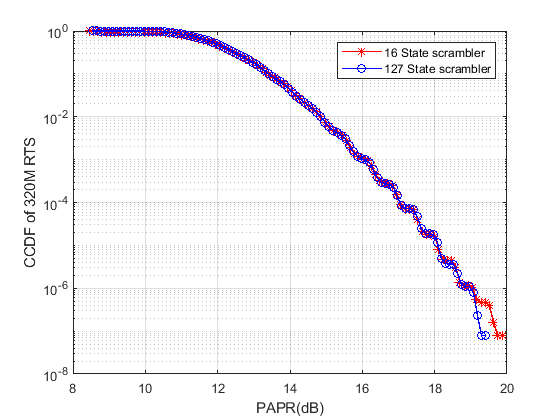 10^0
10^-2
10^-4
10^-6
10^-8
CCDF of 320M RTS
16 State scrambler
127 State scrambler
8 10 12 14 16 18 20
PAPR(dB)